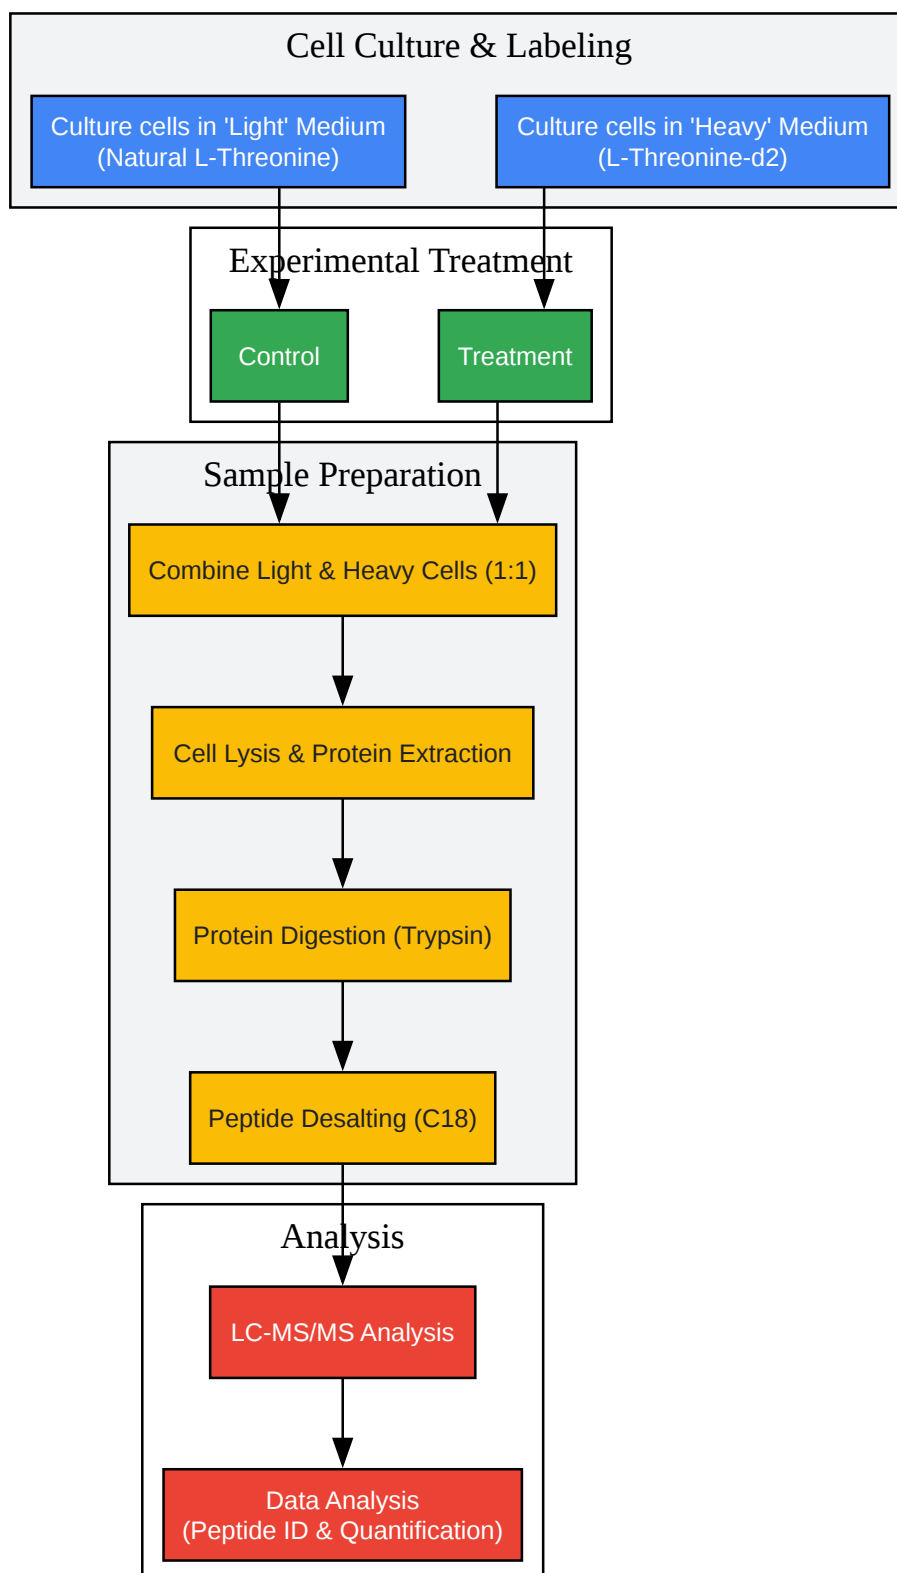 Cell Culture & Labeling
Culture cells in 'Light' Medium
(Natural L-Threonine)
Culture cells in 'Heavy' Medium
(L-Threonine-d2)
Experimental Treatment
Control
Treatment
Sample Preparation
Combine Light & Heavy Cells (1:1)
Cell Lysis & Protein Extraction
Protein Digestion (Trypsin)
Peptide Desalting (C18)
Analysis
LC-MS/MS Analysis
Data Analysis
(Peptide ID & Quantification)